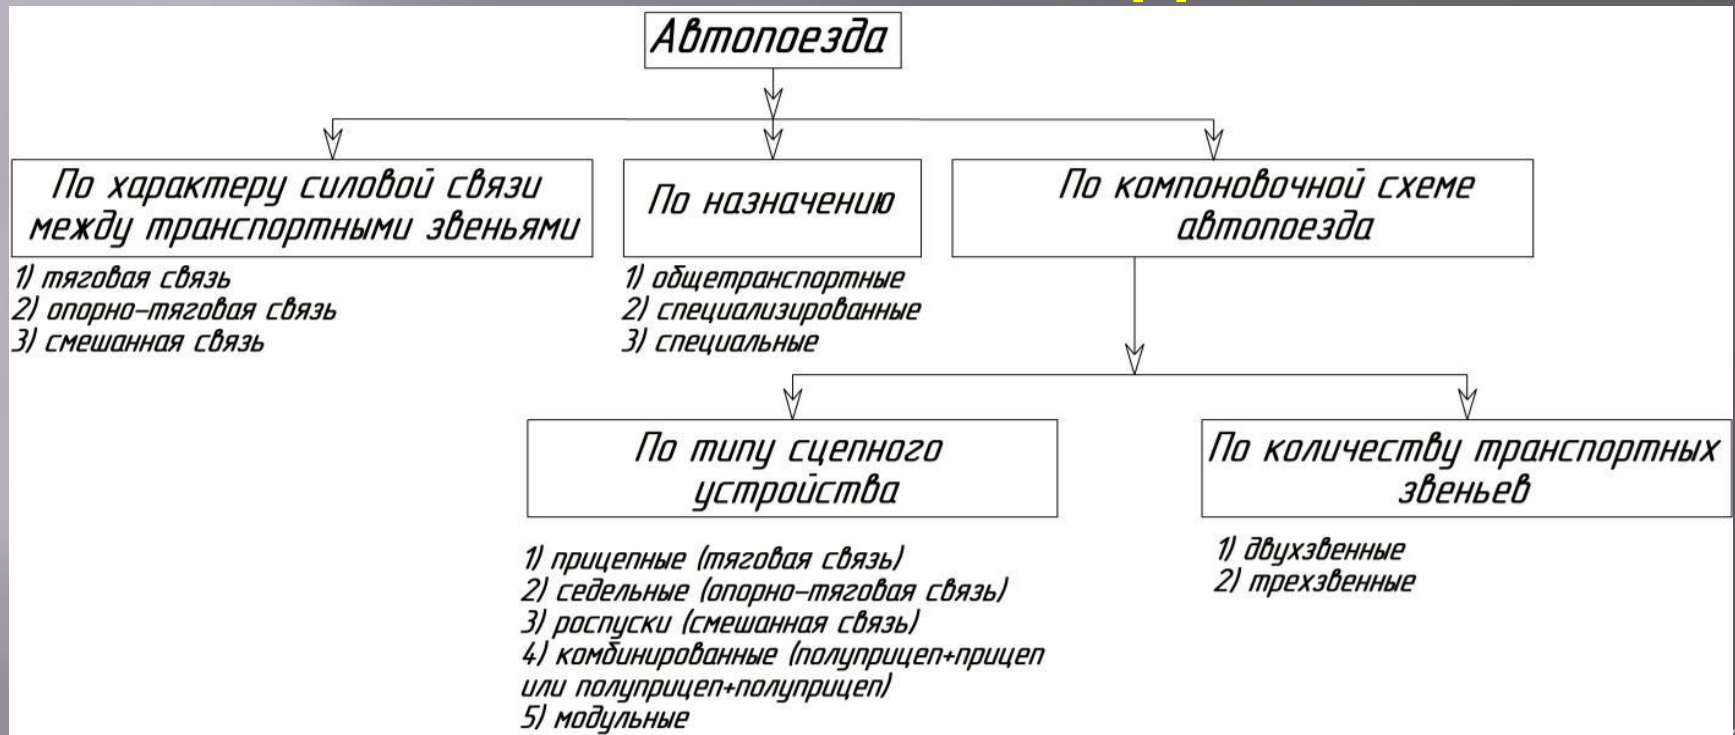 Автопоезда
По характеру силовой связи
между транспортными звеньями
1) тяговая связь
2) опорно-тяговая связь
3) смешанная связь
По назначению
1) общетранспортные
2) специализированные
3) специальные
По компоновочной схеме
автопоезда
По типу сцепного
устройства
1) прицепные (тяговая связь)
2) седельные (опорно-тяговая связь)
3) роспуски (смешанная связь)
4) комбинированные (полуприцеп+прицеп
или полуприцеп+полуприцеп)
5) модульные
По количеству транспортных
звеньев
1) двухзвенные
2) трехзвенные